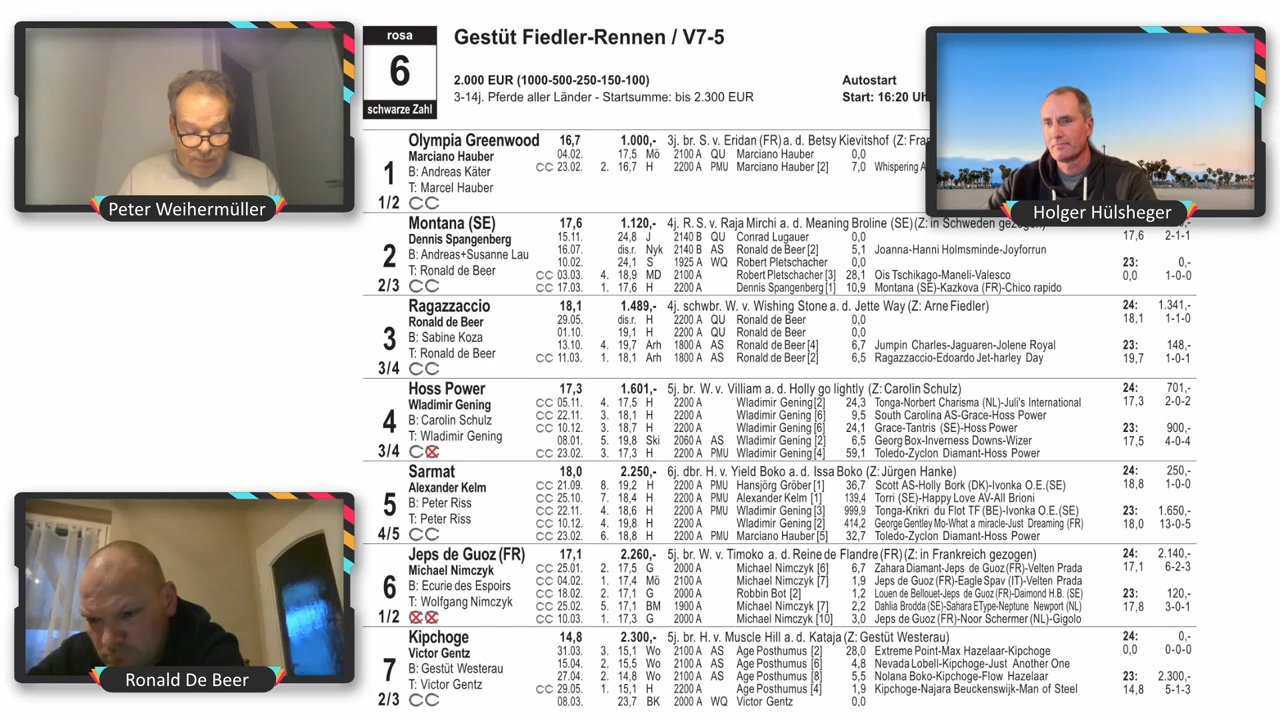 rosa
6
schwarze Zahl
Gestüt Fiedler-Rennen / V7-5
2.000 EUR (1000-500-250-150-100)
3-14j. Pferde aller Länder - Startsumme: bis 2.300 EUR
Autostart
Start: 16:20
Peter Weihermüller
Holger Hülsheger
Ronald De Beer
1
1/2
Olympia Greenwood 16,7 1.000,- 3j. br. S. v. Eridan (FR) a. d. Betsy Kievitshof (Z:
Marciano Hauber 04.02. 17,5 Mö 2100 A QU Marciano Hauber 0,0
B: Andreas Käter CC 23.02. 2. 16,7 H 2200 A PMU Marciano Hauber [2] 7,0 Whispering
T: Marcel Hauber
2
2/3
Montana (SE) 17,6 1.120,- 4j. R. S. v. Raja Mirchi a. d. Meaning Broline (SE) (Z: in Schweden
Dennis Spangenberg 15.11. 24,8 J 2140 B QU Conrad Lugauer 0,0 17,6 2-1-1
B: Andreas+Susanne Lau 16.07. dis.r. Nyk 2140 B AS Ronald de Beer [2] 5,1 Joanna-Hanni Holmsminde-Joyforrun
10.02. 24,1 S 1925 A WQ Robert Pletschacher 0,0 23: 0,-
T: Ronald de Beer CC 03.03. 4. 18,9 MD 2100 A Robert Pletschacher [3] 28,1 Ois Tschikago-Maneli-Valesco 0,0 1-0-0
CC 17.03. 1. 17,6 H 2200 A Dennis Spangenberg [1] 10,9 Montana (SE)-Kazkova (FR)-Chico rapido
3
3/4
Ragazzaccio 18,1 1.489,- 4j. schwbr. W. v. Wishing Stone a. d. Jette Way (Z: Arne Fiedler) 24: 1.341,-
Ronald de Beer 29.05. dis.r. H 2200 A QU Ronald de Beer 0,0 18,1 1-1-0
B: Sabine Koza 01.10. 19,1 H 2200 A QU Ronald de Beer 0,0
13.10. 4. 19,7 Arh 1800 A AS Ronald de Beer [4] 6,7 Jumpin Charles-Jaguaren-Jolene Royal 23: 148,-
T: Ronald de Beer CC 11.03. 1. 18,1 Arh 1800 A AS Ronald de Beer [2] 6,5 Ragazzaccio-Edoardo Jet-harley Day 19,7 1-0-1
4
3/4
Hoss Power 17,3 1.601,- 5j. br. W. v. Villiam a. d. Holly go lightly (Z: Carolin Schulz) 24: 701,-
Wladimir Gening CC 05.11. 4. 17,5 H 2200 A Wladimir Gening [2] 24,3 Tonga-Norbert Charisma (NL)-Juli's International 17,3 2-0-2
B: Carolin Schulz CC 22.11. 3. 18,1 H 2200 A Wladimir Gening [6] 9,5 South Carolina AS-Grace-Hoss Power
CC 10.12. 3. 18,7 H 2200 A Wladimir Gening [6] 24,1 Grace-Tantris (SE)-Hoss Power 23: 900,-
T: Wladimir Gening 08.01. 5. 19,8 Ski 2060 A AS Wladimir Gening [2] 6,5 Georg Box-Inverness Downs-Wizer 17,5 4-0-4
CC 23.02. 3. 17,3 H 2200 A PMU Wladimir Gening [4] 59,1 Toledo-Zyclon Diamant-Hoss Power
5
4/5
Sarmat 18,0 2.250,- 6j. dbr. H. v. Yield Boko a. d. Issa Boko (Z: Jürgen Hanke) 24: 250,-
Alexander Kelm CC 21.09. 8. 19,2 H 2200 A PMU Hansjörg Gröber [1] 36,7 Scott AS-Holly Bork (DK)-Ivonka O.E.(SE) 18,8 1-0-0
B: Peter Riss CC 25.10. 7. 18,4 H 2200 A PMU Alexander Kelm [1] 139,4 Torri (SE)-Happy Love AV-All Brioni
CC 22.11. 4. 18,6 H 2200 A PMU Wladimir Gening [3] 999,9 Tonga-Krikri du Flot TF (BE)-Ivonka O.E.(SE) 23: 1.650,-
T: Peter Riss CC 10.12. 4. 19,8 H 2200 A Wladimir Gening [2] 414,2 George Gentley Mo-What a miracle-Just Dreaming (FR) 18,0 13-0-5
CC 23.02. 6. 18,8 H 2200 A PMU Marciano Hauber [5] 32,7 Toledo-Zyclon Diamant-Hoss Power
6
1/2
Jeps de Guoz (FR) 17,1 2.260,- 5j. br. W. v. Timoko a. d. Reine de Flandre (FR) (Z: in Frankreich gezogen) 24: 2.140,-
Michael Nimczyk CC 25.01. 2. 17,5 G 2000 A Michael Nimczyk [6] 6,7 Zahara Diamant-Jeps de Guoz (FR)-Velten Prada 17,1 6-2-3
B: Ecurie des Espoirs CC 04.02. 1. 17,4 Mö 2100 A Michael Nimczyk [7] 1,9 Jeps de Guoz (FR)-Eagle Spav (IT)-Velten Prada
CC 18.02. 2. 17,1 G 2000 A Robbin Bot [2] 1,2 Louen de Bellouet-Jeps de Guoz (FR)-Daimond H.B. (SE) 23: 120,-
T: Wolfgang Nimczyk CC 25.02. 5. 17,1 BM 1900 A Michael Nimczyk [7] 2,2 Dahlia Brodda (SE)-Sahara EType-Neptune Newport (NL) 17,8 3-0-1
CC 10.03. 1. 17,3 G 2000 A Michael Nimczyk [10] 3,0 Jeps de Guoz (FR)-Noor Schermer (NL)-Gigolo
7
2/3
Kipchoge 14,8 2.300,- 5j. br. H. v. Muscle Hill a. d. Kataja (Z: Gestüt Westerau) 24: 0,-
Victor Gentz 31.03. 3. 15,1 Wo 2100 A AS Age Posthumus [2] 28,0 Extreme Point-Max Hazelaar-Kipchoge 0,0 0-0-0
B: Gestüt Westerau 15.04. 2. 15,5 Wo 2100 A AS Age Posthumus [6] 4,8 Nevada Lobell-Kipchoge-Just Another One
27.04. 2. 14,8 Wo 2100 A AS Age Posthumus [8] 5,5 Nolana Boko-Kipchoge-Flow Hazelaar 23: 2.300,-
T: Victor Gentz CC 29.05. 1. 15,1 H 2200 A Age Posthumus [4] 1,9 Kipchoge-Najara Beuckenswijk-Man of Steel 14,8 5-1-3
08.03. 23,7 BK 2000 A WQ Victor Gentz 0,0